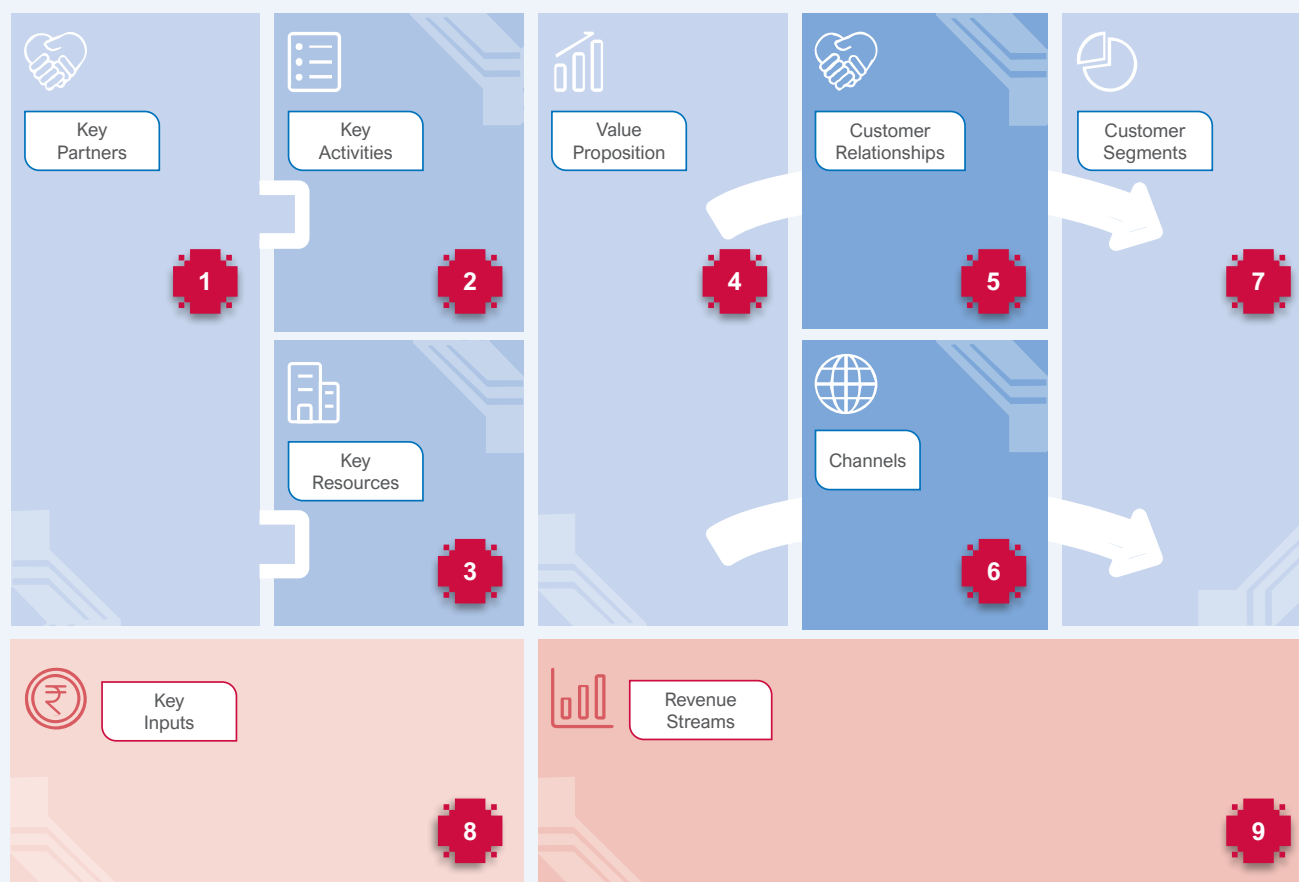 Key
Partners
1
Key
Activities
2
Key
Resources
3
Value
Proposition
4
Customer
Relationships
5
Channels
6
Customer
Segments
7
₹
Key
Inputs
8
Revenue
Streams
9